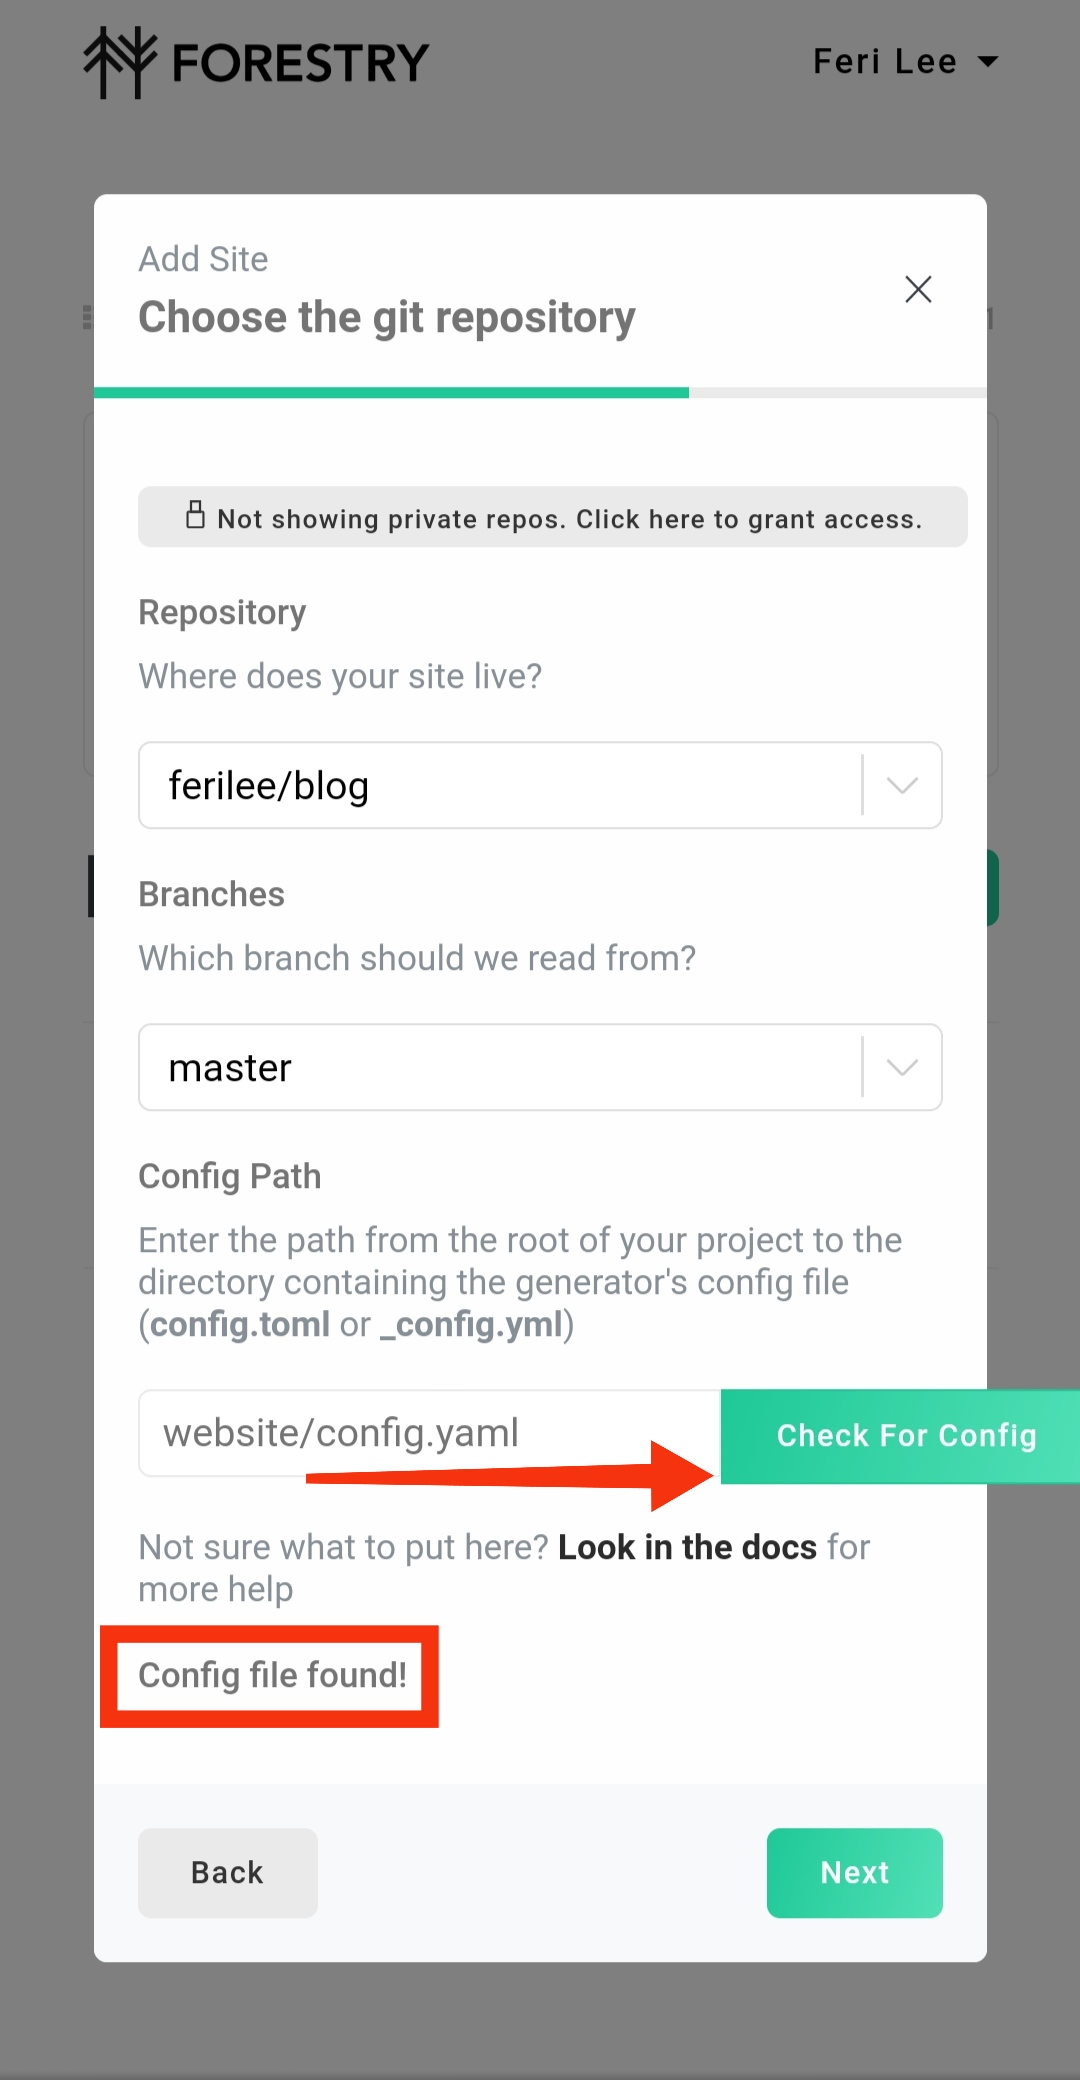 FORESTRY
Feri Lee
Add Site
Choose the git repository
Not showing private repos. Click here to grant access.
Repository
Where does your site live?
ferilee/blog
Branches
Which branch should we read from?
master
Config Path
Enter the path from the root of your project to the
directory containing the generator's config file
(config.toml or _config.yml)
website/config.yaml
Check For Config
Not sure what to put here? Look in the docs for
more help
Config file found!
Back
Next